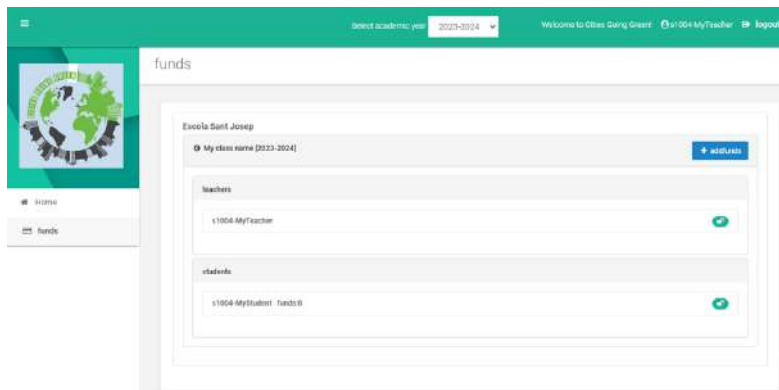 Select academic year 2023-2024
Welcome to Cities Going Green! s1004-MyTeacher logout
funds
Home
funds
Escola Sant Josep
My class name [2023-2024]
+ addfunds
teachers
s1004-MyTeacher
students
s1004-MyStudent funds:0